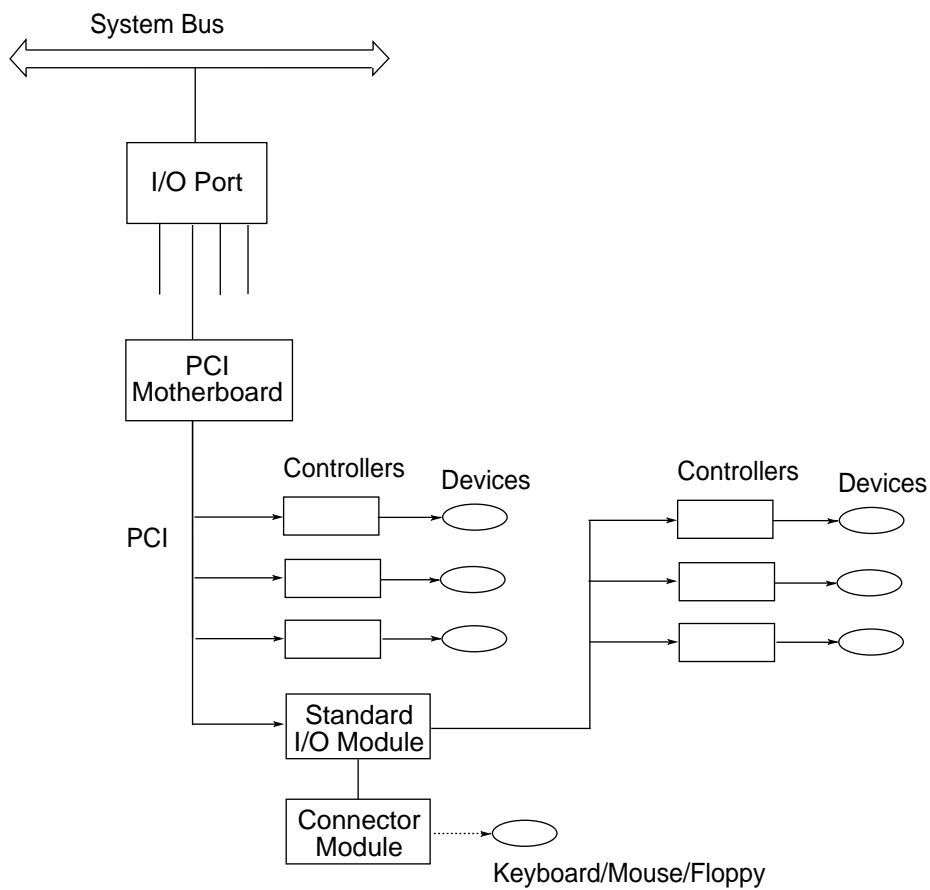 System Bus
I/O Port
PCI
Motherboard
Controllers
Devices
Controllers
Devices
PCI
Standard
I/O Module
Connector
Module
Keyboard/Mouse/Floppy